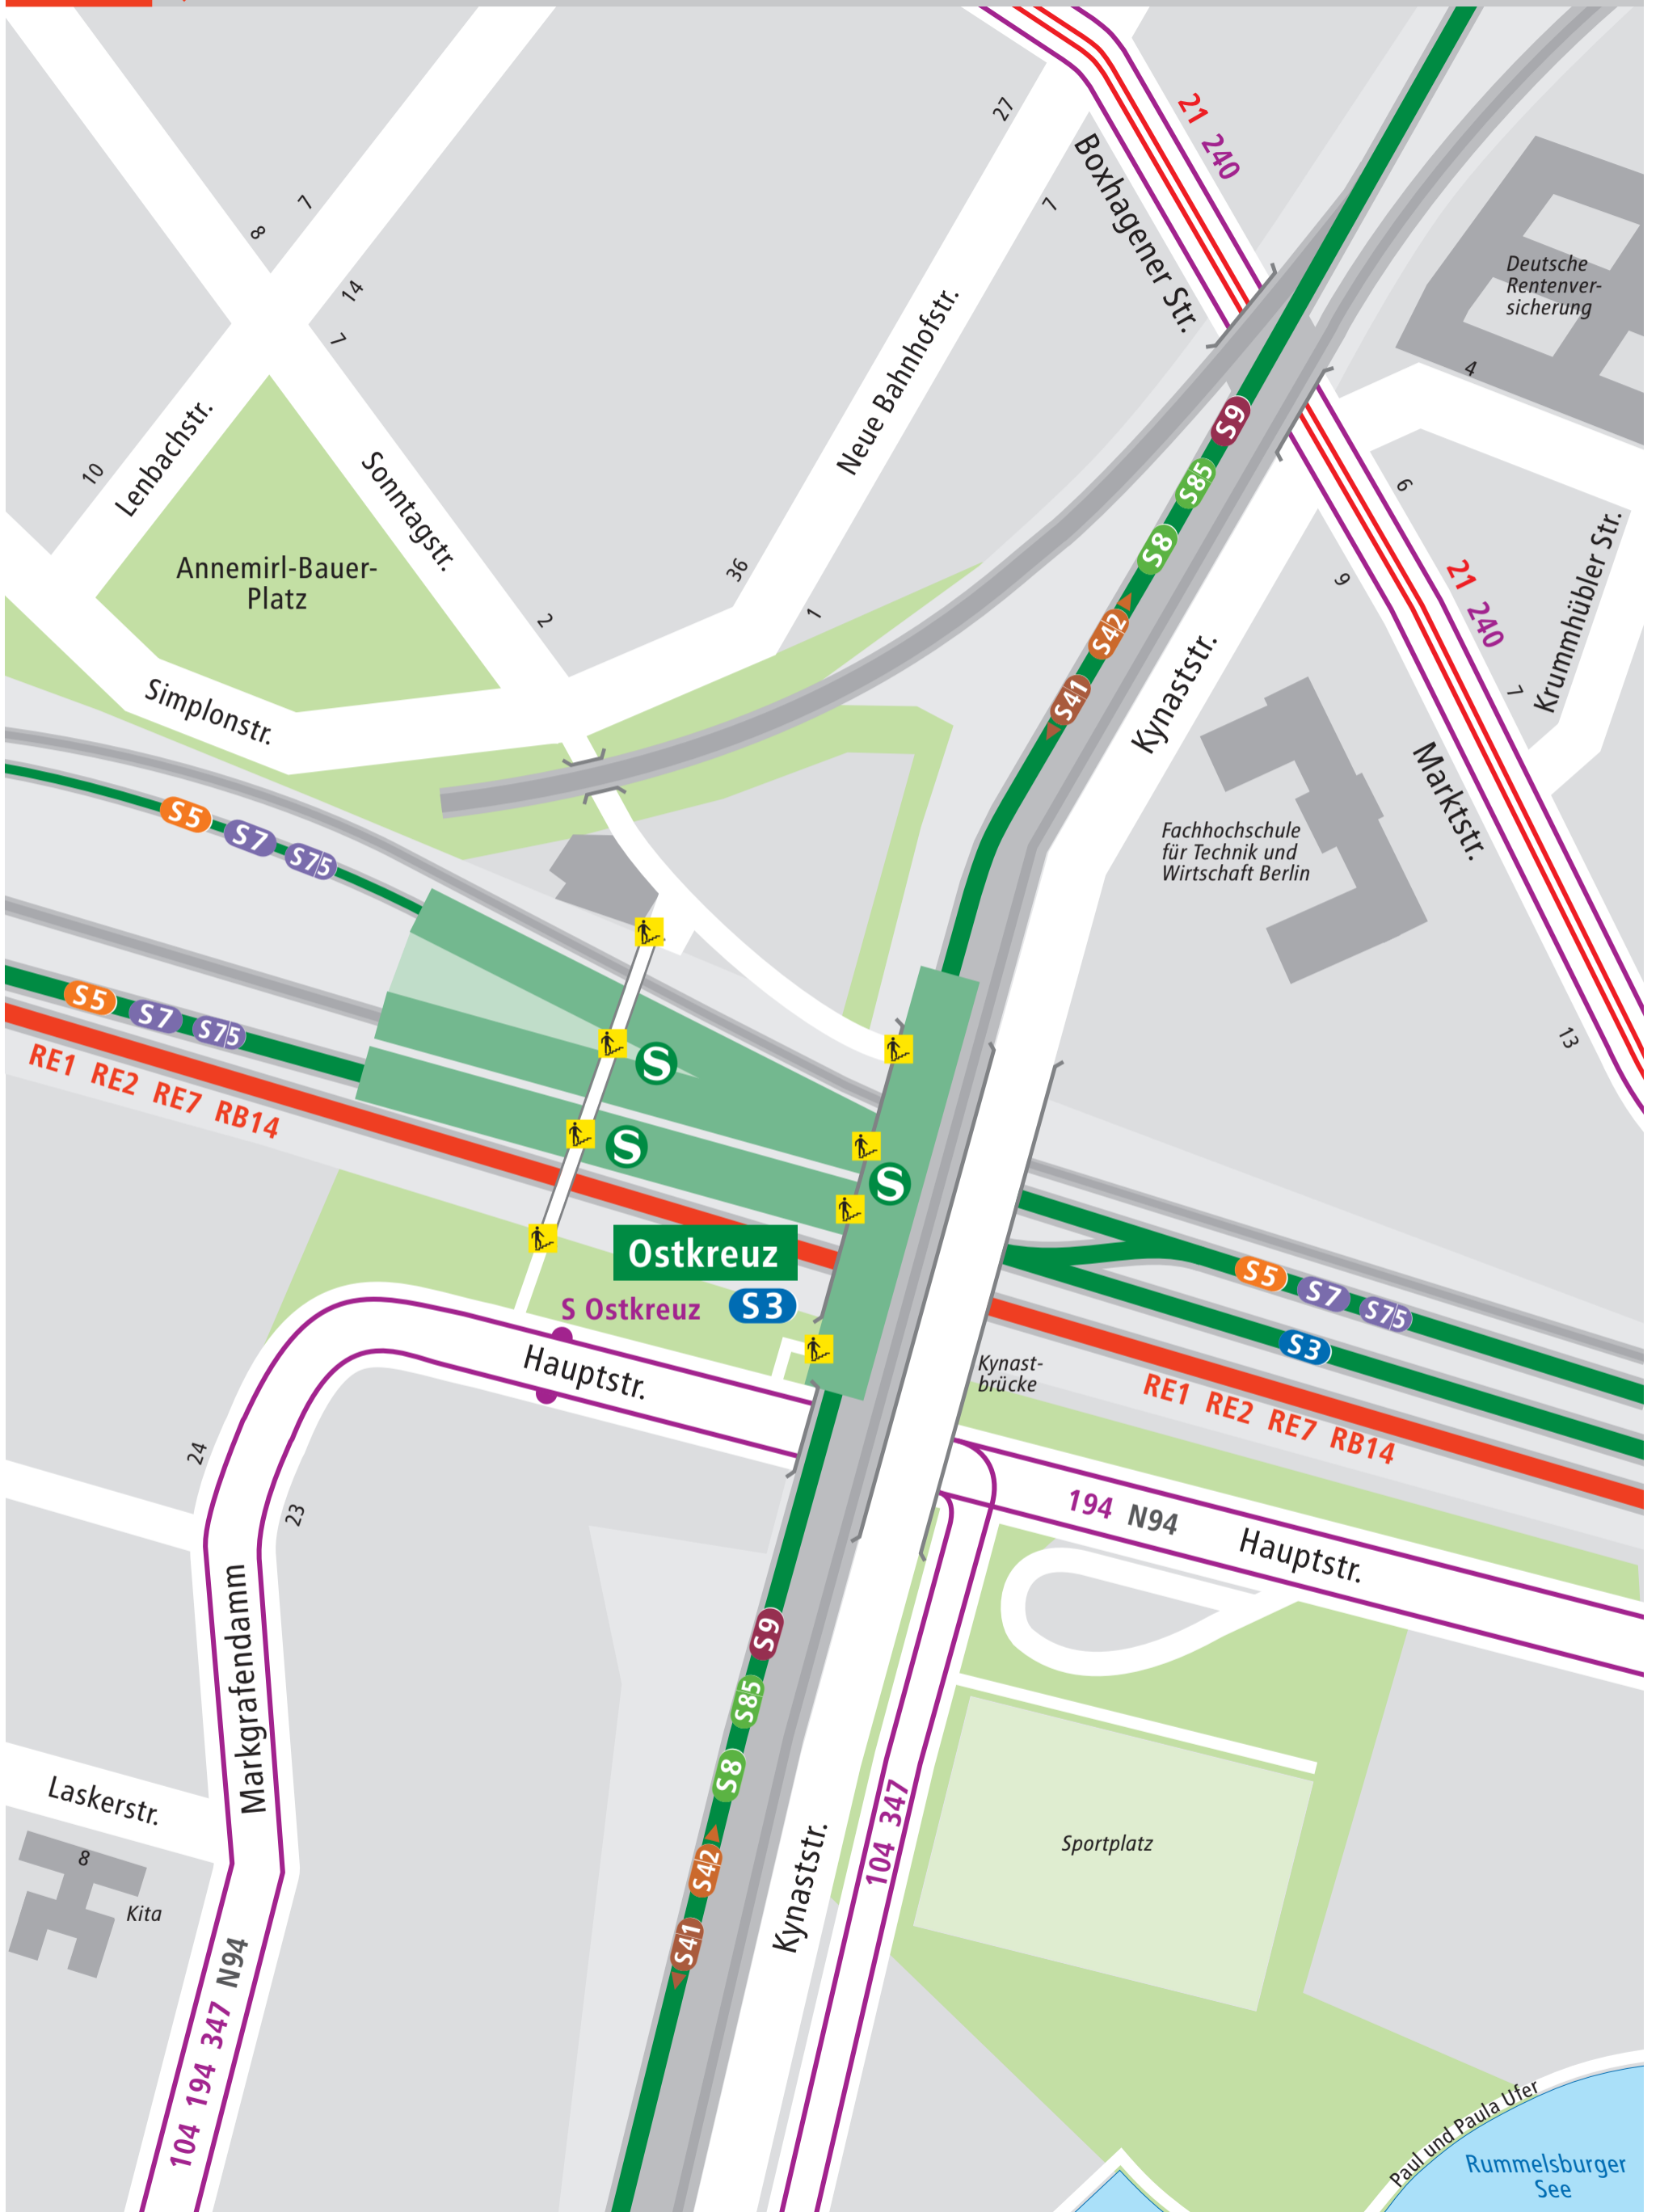 21 240
27
Boxhagener Str.
7
7
8
Deutsche
Rentenver-
sicherung
14
7
4
Neue Bahnhofstr.
S9
Lenbachstr.
10
Sonntagstr.
S85
6
S8
21 240
Krummhübler Str.
Annemirl-Bauer-
Platz
36
9
2
1
S42
Kynaststr.
7
S41
Simplonstr.
Marktstr.
S5 S7 S75
Fachhochschule
für Technik und
Wirtschaft Berlin
S5 S7 S75
13
RE1 RE2 RE7 RB14
S
S
S
Ostkreuz
S Ostkreuz S3
S5 S7 S75
S3
Hauptstr.
Kynast-
brücke
RE1 RE2 RE7 RB14
24
23
194 N94
Hauptstr.
Markgrafendamm
S9
S85
S8
Laskerstr.
104 347
Kynaststr.
Sportplatz
8
Kita
S42
S41
104 194 347 N94
Paul und Paula Ufer
Rummelsburger
See